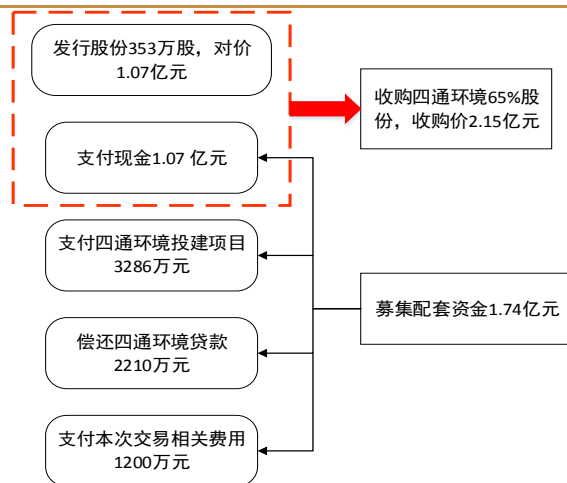 发行股份353万股，对价
1.07亿元
收购四通环境65%股
份，收购价2.15亿元
支付现金1.07 亿元
支付四通环境投建项目
3286万元
募集配套资金1.74亿元
偿还四通环境贷款
2210万元
支付本次交易相关费用
1200万元